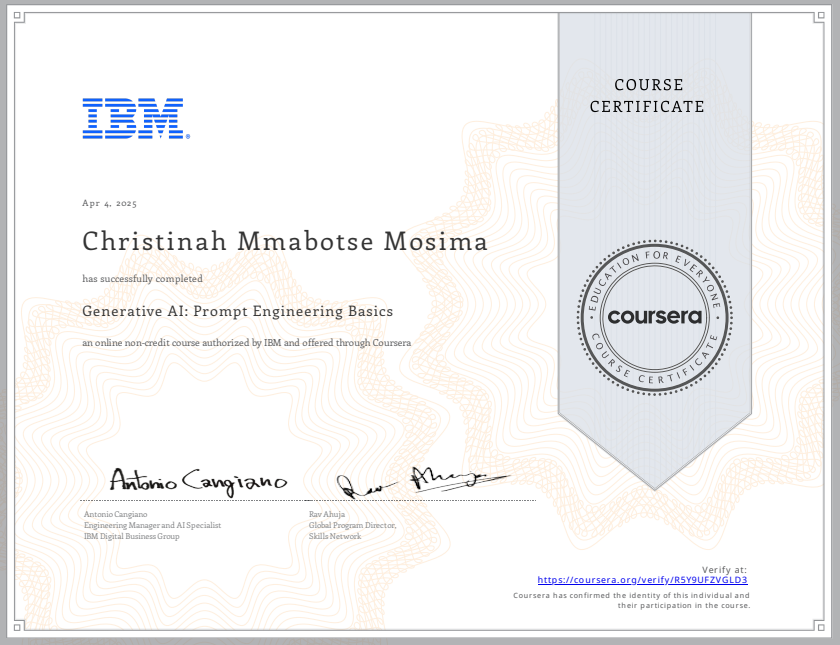 IBM®
COURSE
CERTIFICATE
Apr 4, 2025
Christinah Mmabotse Mosima
has successfully completed
Generative AI: Prompt Engineering Basics
an online non-credit course authorized by IBM and offered through Coursera
EDUCATION FOR EVERYONE
coursera
COURSE CERTIFICATE
Antonio Cangiano
Rav Ahuja
Antonio Cangiano
Engineering Manager and AI Specialist
IBM Digital Business Group
Rav Ahuja
Global Program Director,
Skills Network
Verify at:
https://coursera.org/verify/R5Y9UFZVGLD3
Coursera has confirmed the identity of this individual and
their participation in the course.